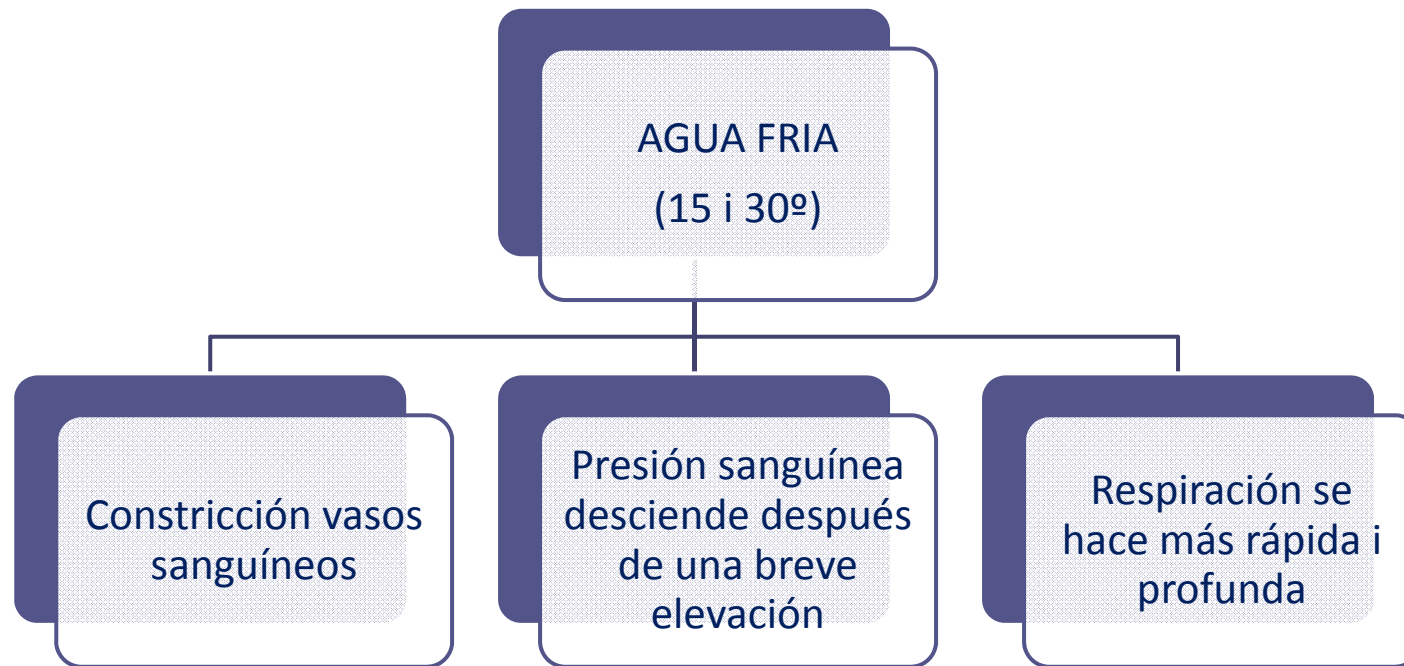 AGUA FRIA
(15 i 30º)
Constricción vasos
sanguíneos
Presión sanguínea
desciende después
de una breve
elevación
Respiración se
hace más rápida i
profunda